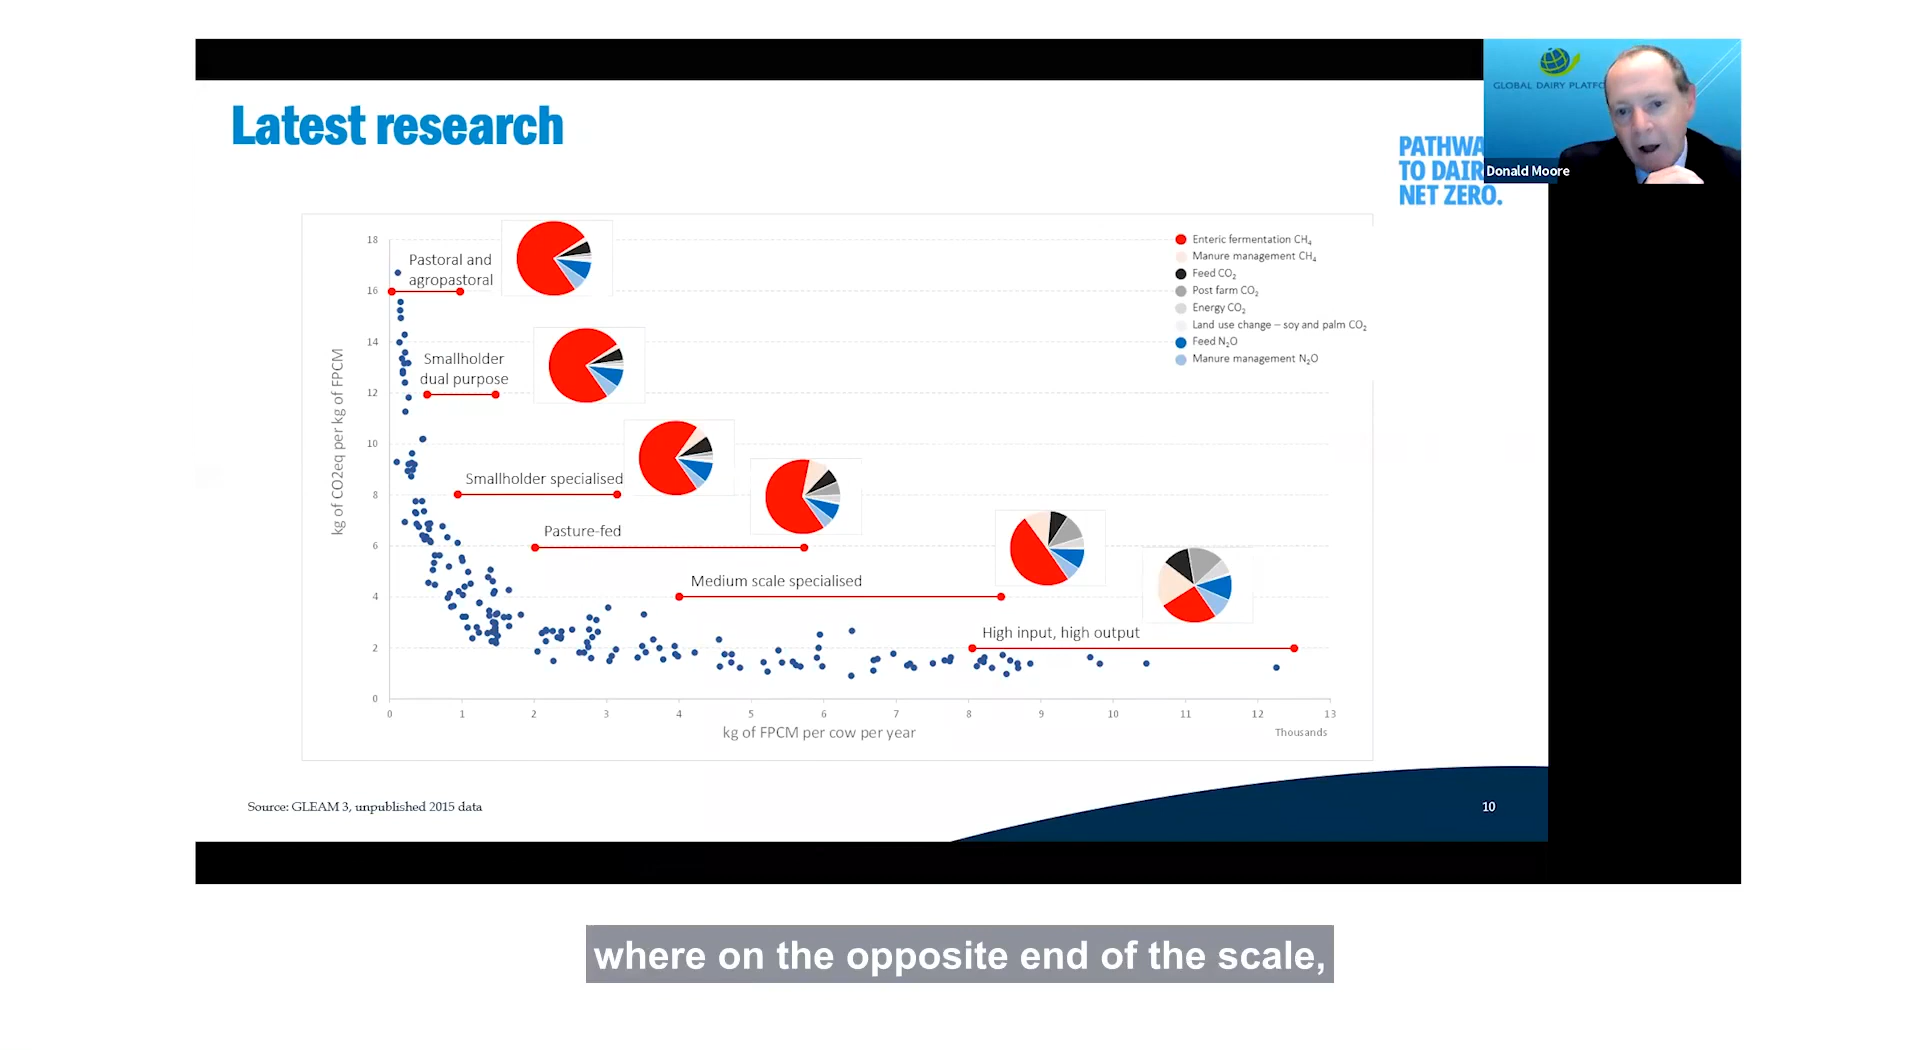 Latest research
GLOBAL DAIRY PLATFO
Donald Moore
PATHWA
TO DAIR
NET ZERO.
18
16
14
12
10
8
6
4
2
0
kg of CO2eq per kg of FPCM
Pastoral and
agropastoral
Smallholder
dual purpose
Smallholder specialised
Pasture-fed
Medium scale specialised
High input, high output
Enteric fermentation CH₄
Manure management CH₄
Feed CO₂
Post farm CO₂
Energy CO₂
Land use change – soy and palm CO₂
Feed N₂O
Manure management N₂O
0 1 2 3 4 5 6 7 8 9 10 11 12 13
kg of FPCM per cow per year
Thousands
Source: GLEAM 3, unpublished 2015 data
10
where on the opposite end of the scale,